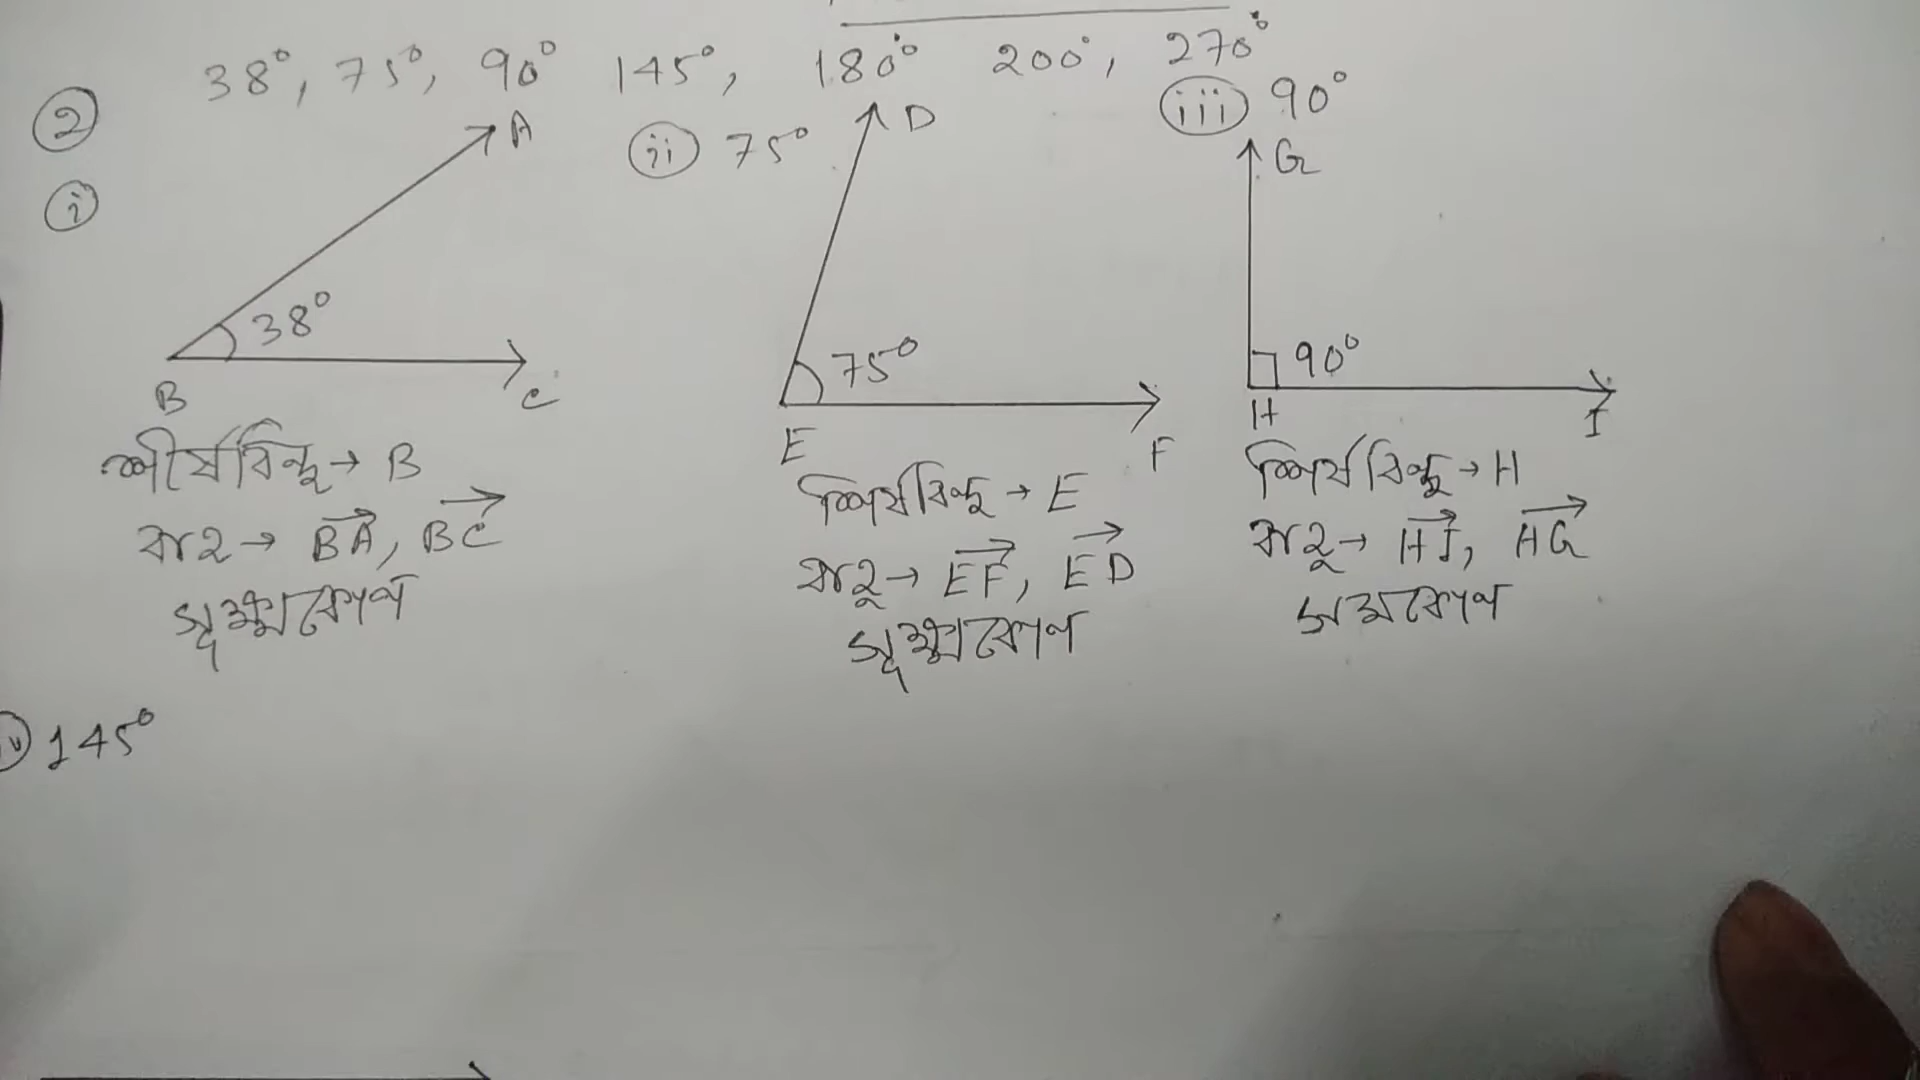 38°, 75°, 90° 145°, 180° 200°, 270°
2
i
A
38°
B
C
শীর্ষবিন্দু → B
বাহু → BA, BC
সূক্ষ্মকোণ
ii 75°
D
75°
E
F
শির্ষবিন্দু → E
বাহু → EF, ED
সূক্ষ্মকোণ
iii 90°
G
90°
H
I
শির্ষবিন্দু → H
বাহু → HI, HG
সমকোণ
iv 145°